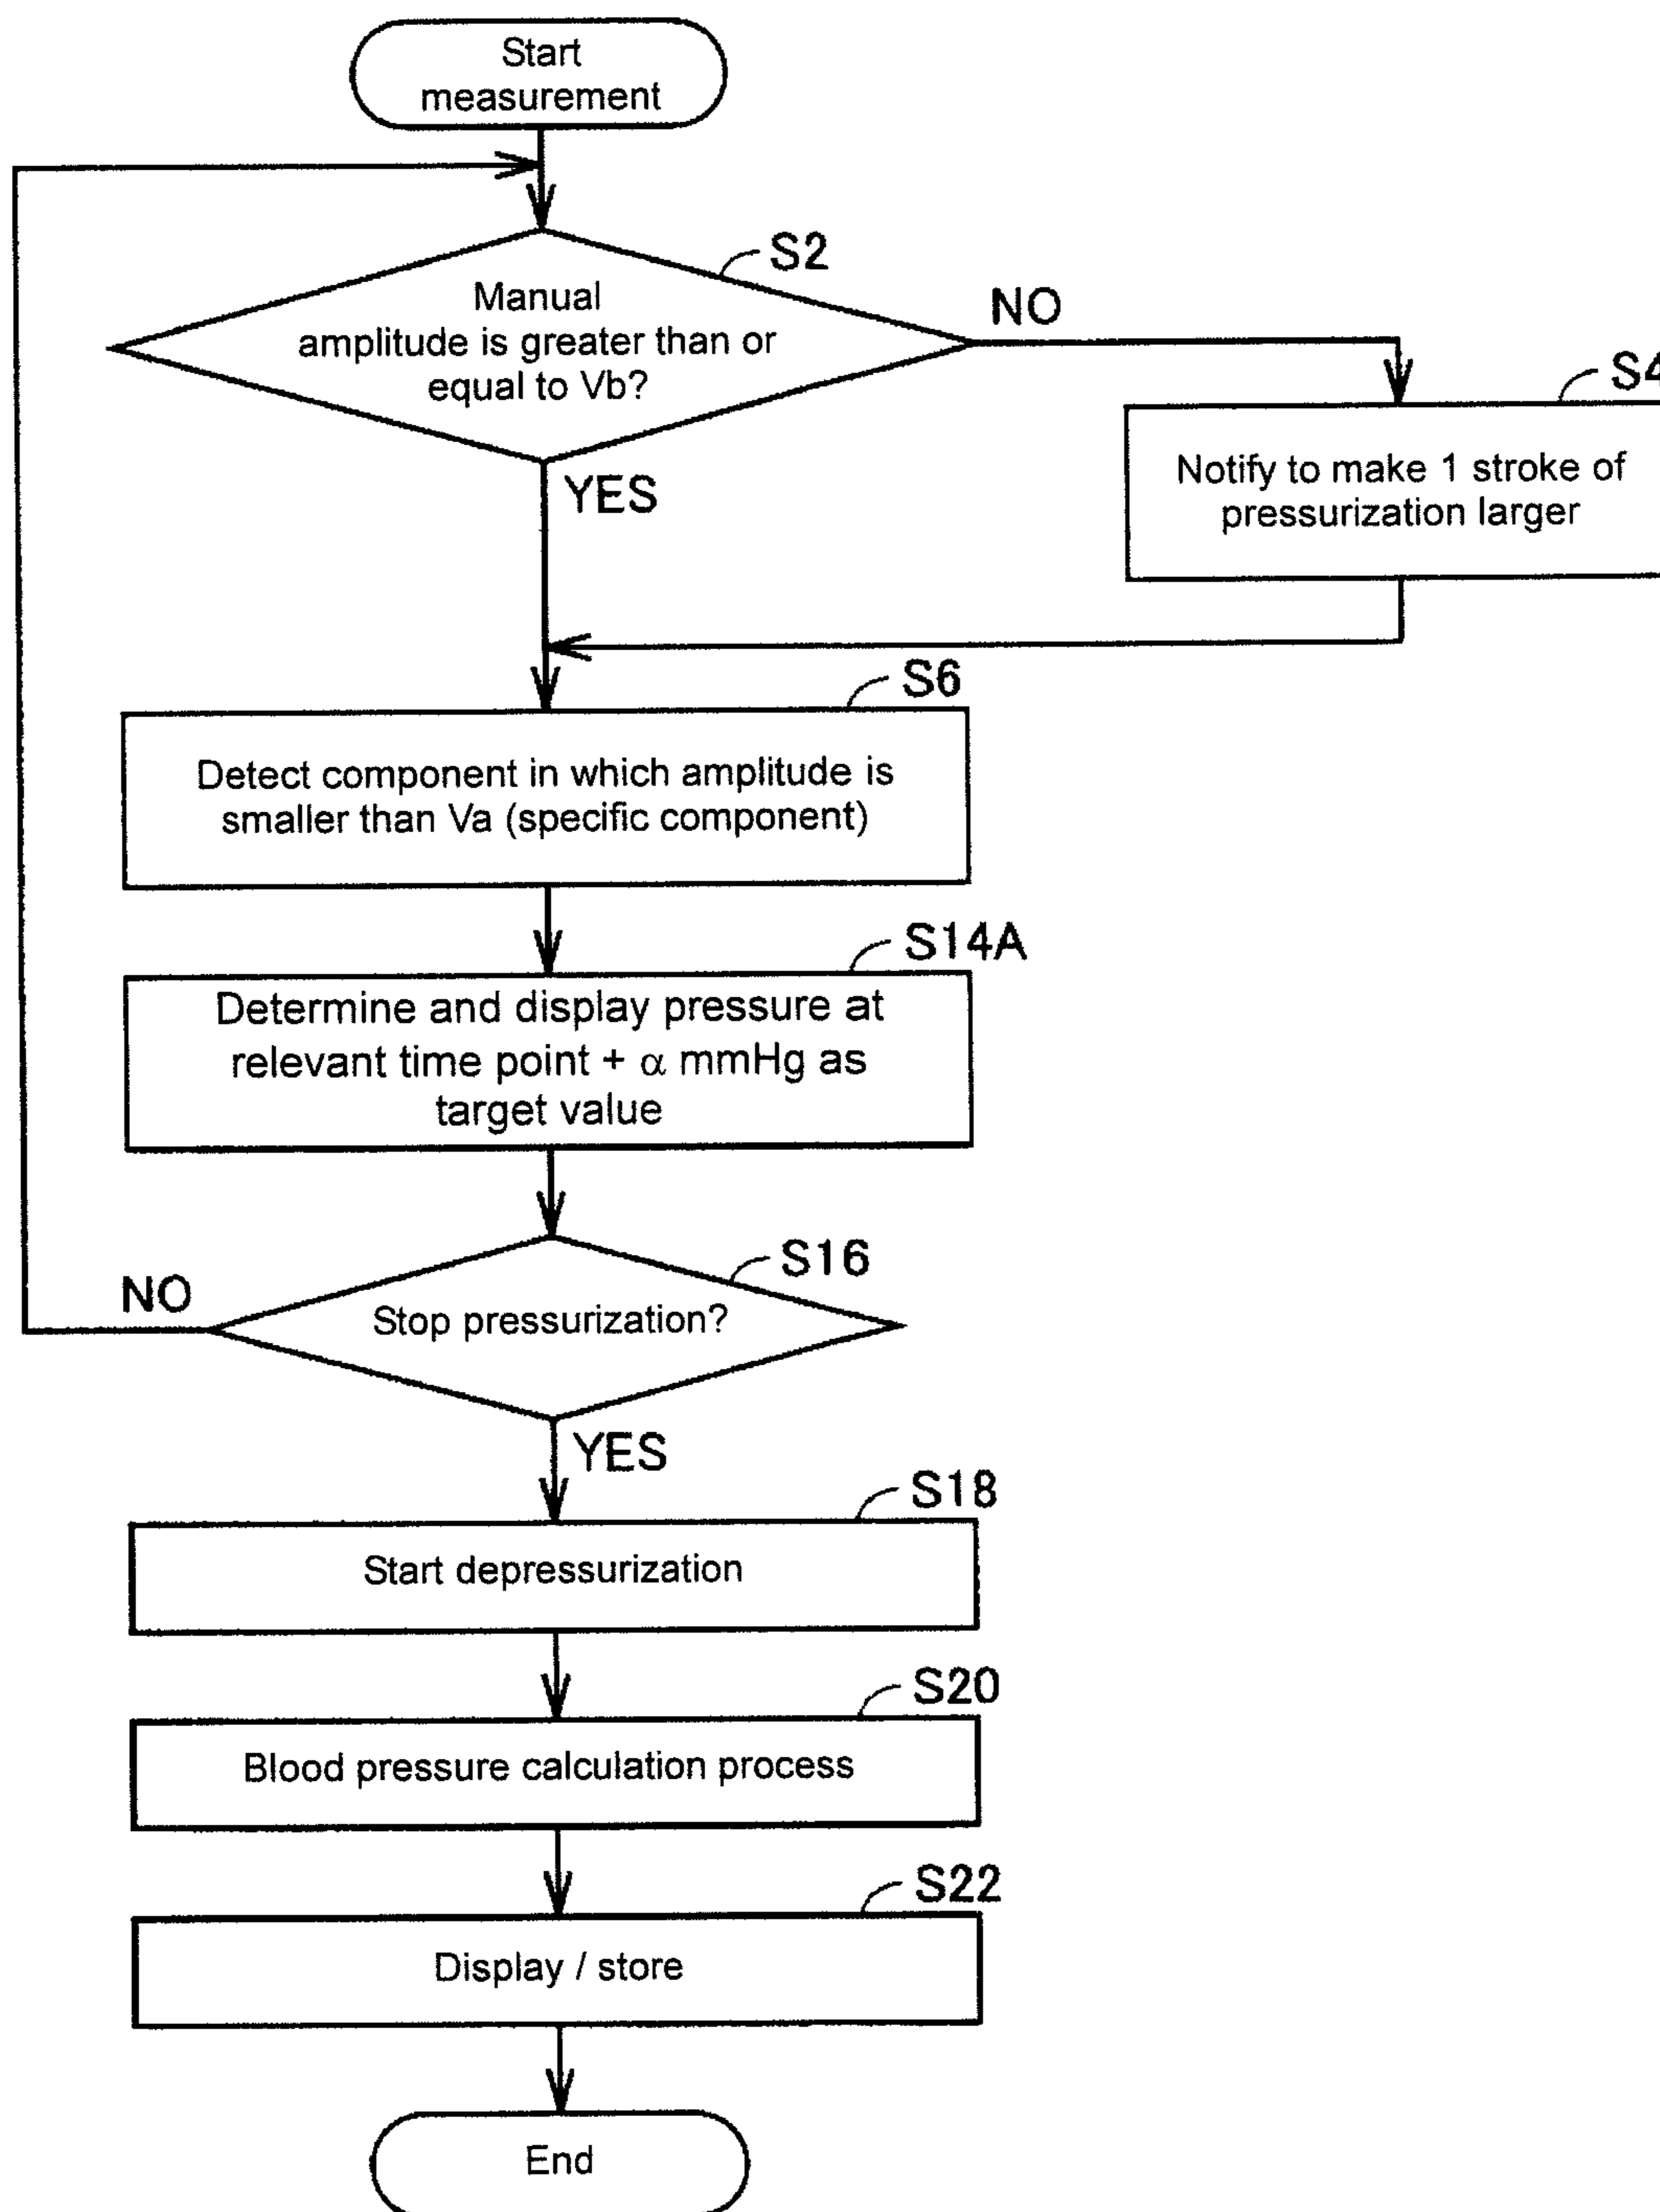 Start
measurement
S2
Manual
amplitude is greater than or
equal to Vb?
NO
YES
S4
Notify to make 1 stroke of
pressurization larger
S6
Detect component in which amplitude is
smaller than Va (specific component)
S14A
Determine and display pressure at
relevant time point + α mmHg as
target value
S16
Stop pressurization?
NO
YES
S18
Start depressurization
S20
Blood pressure calculation process
S22
Display / store
End